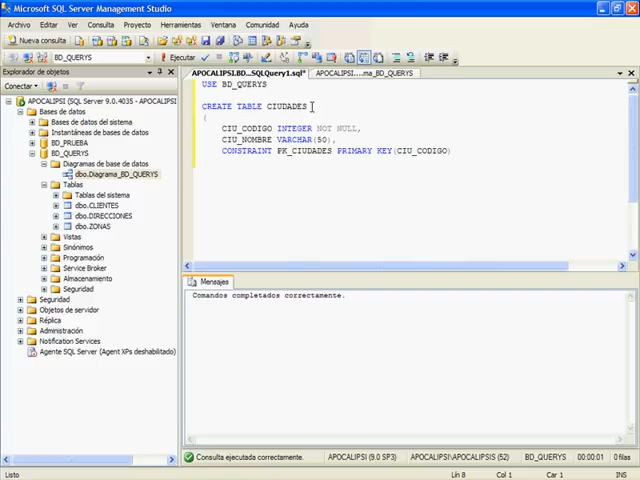 Microsoft SQL Server Management Studio
Archivo Editar Ver Consulta Proyecto Herramientas Ventana Comunidad Ayuda
Nueva consulta
BD_QUERYS Ejecutar
Explorador de objetos
APOCALIPSI.BD...SQLQuery1.sql* APOCALIPSI....ma_BD_QUERYS
Conectar
APOCALIPSI (SQL Server 9.0.4035 - APOCALIPSI
Bases de datos
Bases de datos del sistema
Instantáneas de bases de datos
BD_PRUEBA
BD_QUERYS
Diagramas de base de datos
dbo.Diagrama_BD_QUERYS
Tablas
Tablas del sistema
dbo.CLIENTES
dbo.DIRECCIONES
dbo.ZONAS
Vistas
Sinónimos
Programación
Service Broker
Almacenamiento
Seguridad
Seguridad
Objetos de servidor
Réplica
Administración
Notification Services
Agente SQL Server (Agent XPs deshabilitado)
USE BD_QUERYS
CREATE TABLE CIUDADES
(
CIU_CODIGO INTEGER NOT NULL,
CIU_NOMBRE VARCHAR(50),
CONSTRAINT PK_CIUDADES PRIMARY KEY(CIU_CODIGO)
Mensajes
Comandos completados correctamente.
Consulta ejecutada correctamente. APOCALIPSI (9.0 SP3) APOCALIPSI\APOCALIPSIS (52) BD_QUERYS 00:00:01 0 filas
Listo Lín 8 Col 1 Car 1 INS